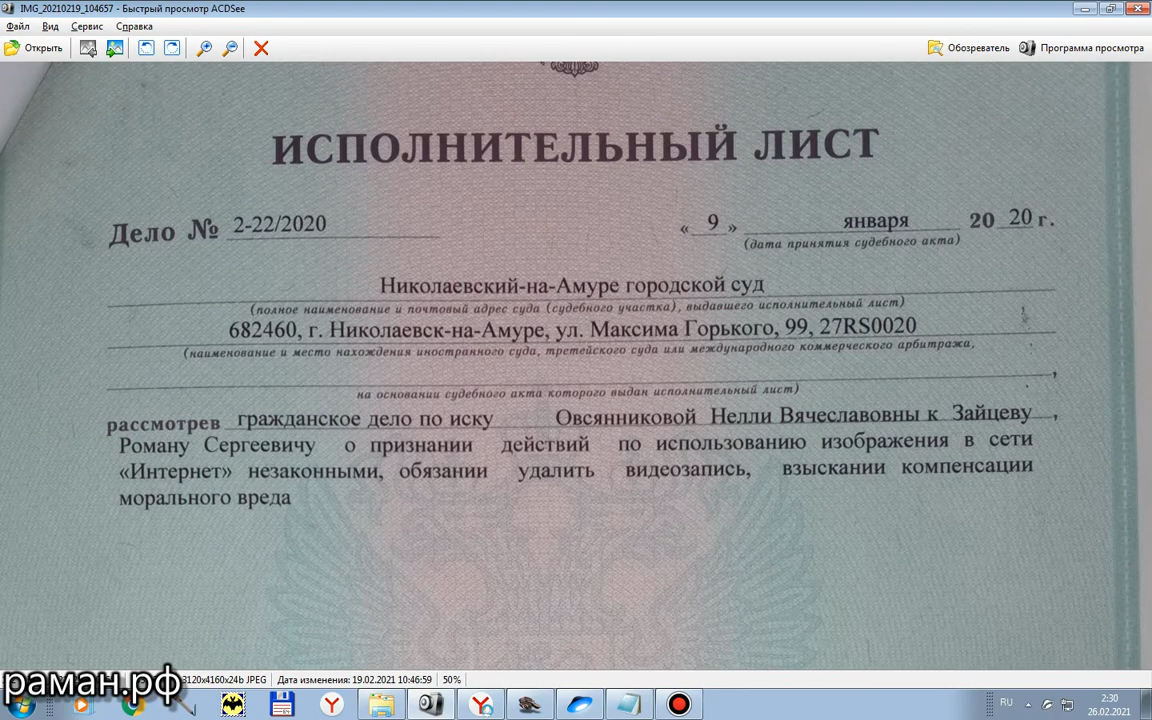 IMG_20210219_104657 - Быстрый просмотр ACDSee
Файл Вид Сервис Справка
Открыть Обозреватель Программа просмотра
ИСПОЛНИТЕЛЬНЫЙ ЛИСТ
Дело № 2-22/2020 « 9 » января 20 20 г.
(дата принятия судебного акта)
Николаевский-на-Амуре городской суд
(полное наименование и почтовый адрес суда (судебного участка), выдавшего исполнительный лист)
682460, г. Николаевск-на-Амуре, ул. Максима Горького, 99, 27RS0020
(наименование и место нахождения иностранного суда, третейского суда или международного коммерческого арбитража,
,
на основании судебного акта которого выдан исполнительный лист)
рассмотрев гражданское дело по иску Овсянниковой Нелли Вячеславовны к Зайцеву ,
Роману Сергеевичу о признании действий по использованию изображения в сети
«Интернет» незаконными, обязании удалить видеозапись, взыскании компенсации
морального вреда
раман.рф
3120x4160x24b JPEG Дата изменения: 19.02.2021 10:46:59 50%
RU 2:30
26.02.2021